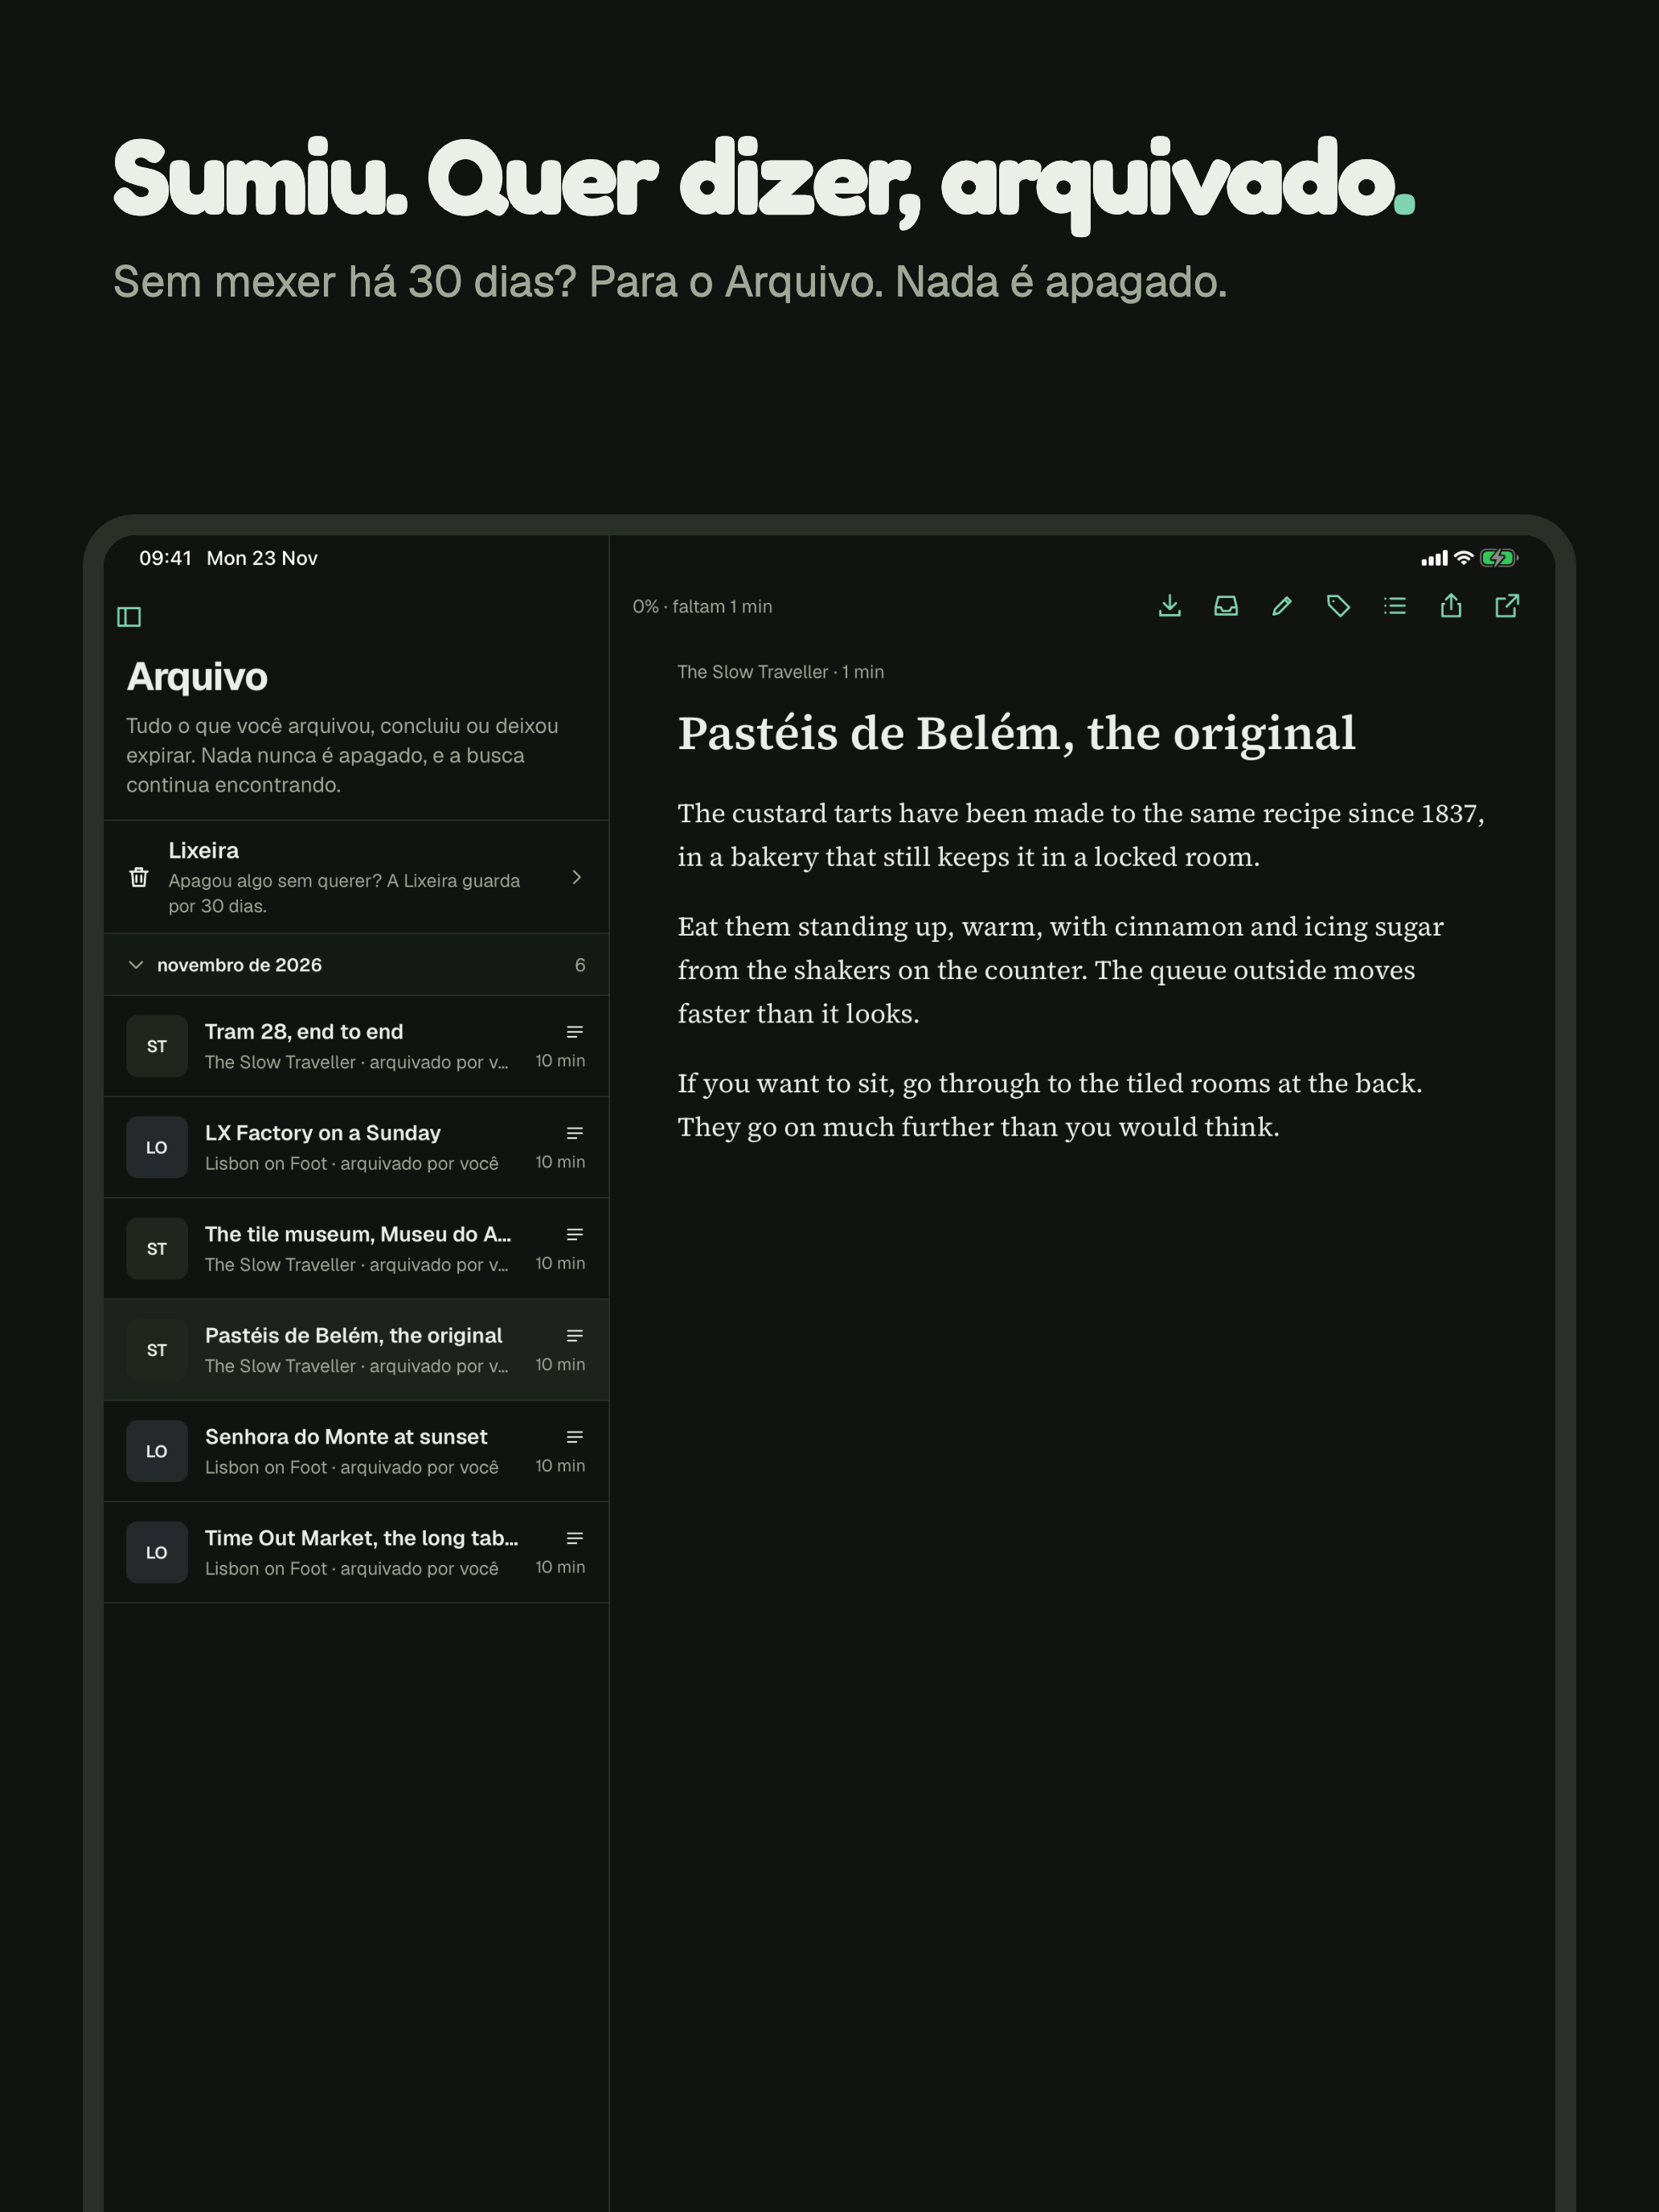 Sumiu. Quer dizer, arquivado.
Sem mexer há 30 dias? Para o Arquivo. Nada é apagado.
09:41 Mon 23 Nov
Arquivo
Tudo o que você arquivou, concluiu ou deixou
expirar. Nada nunca é apagado, e a busca
continua encontrando.
Lixeira
Apagou algo sem querer? A Lixeira guarda
por 30 dias.
novembro de 2026 6
ST
Tram 28, end to end
The Slow Traveller · arquivado por v... 10 min
LO
LX Factory on a Sunday
Lisbon on Foot · arquivado por você 10 min
ST
The tile museum, Museu do A...
The Slow Traveller · arquivado por v... 10 min
ST
Pastéis de Belém, the original
The Slow Traveller · arquivado por v... 10 min
LO
Senhora do Monte at sunset
Lisbon on Foot · arquivado por você 10 min
LO
Time Out Market, the long tab...
Lisbon on Foot · arquivado por você 10 min
0% · faltam 1 min
The Slow Traveller · 1 min
Pastéis de Belém, the original
The custard tarts have been made to the same recipe since 1837,
in a bakery that still keeps it in a locked room.
Eat them standing up, warm, with cinnamon and icing sugar
from the shakers on the counter. The queue outside moves
faster than it looks.
If you want to sit, go through to the tiled rooms at the back.
They go on much further than you would think.